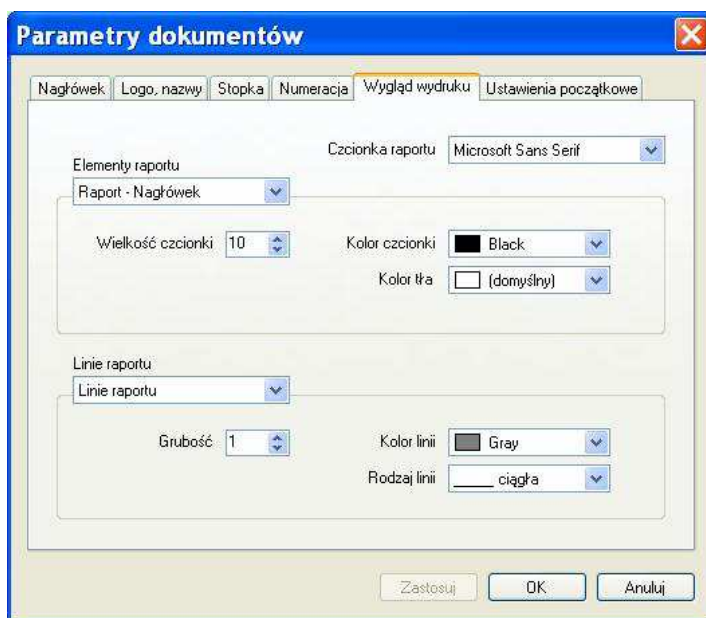 Parametry dokumentów
Nagłówek Logo, nazwy Stopka Numeracja Wygląd wydruku Ustawienia początkowe
Czcionka raportu Microsoft Sans Serif
Elementy raportu
Raport - Nagłówek
Wielkość czcionki 10 Kolor czcionki Black
Kolor tła (domyślny)
Linie raportu
Linie raportu
Grubość 1 Kolor linii Gray
Rodzaj linii ciągła
Zastosuj OK Anuluj